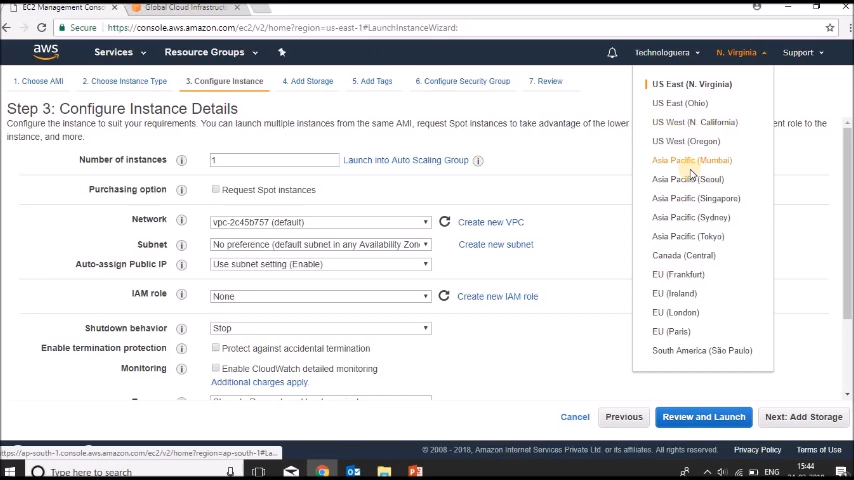 EC2 Management Cons
Global Cloud Infrastruct
Secure
https://console.aws.amazon.com/ec2/v2/home?region=us-east-1#LaunchInstanceWizard:
aws
Services
Resource Groups
Technologuera
N. Virginia
Support
1. Choose AMI
2. Choose Instance Type
3. Configure Instance
4. Add Storage
5. Add Tags
6. Configure Security Group
7. Review
Step 3: Configure Instance Details
Configure the instance to suit your requirements. You can launch multiple instances from the same AMI, request Spot instances to take advantage of the lower
ment role to the
instance, and more.
Number of instances
1
Launch into Auto Scaling Group
Purchasing option
Request Spot instances
Network
vpc-2c45b757 (default)
Create new VPC
Subnet
No preference (default subnet in any Availability Zon
Create new subnet
Auto-assign Public IP
Use subnet setting (Enable)
IAM role
None
Create new IAM role
Shutdown behavior
Stop
Enable termination protection
Protect against accidental termination
Monitoring
Enable CloudWatch detailed monitoring
Additional charges apply.
US East (N. Virginia)
US East (Ohio)
US West (N. California)
US West (Oregon)
Asia Pacific (Mumbai)
Asia Pacific (Seoul)
Asia Pacific (Singapore)
Asia Pacific (Sydney)
Asia Pacific (Tokyo)
Canada (Central)
EU (Frankfurt)
EU (Ireland)
EU (London)
EU (Paris)
South America (São Paulo)
Cancel
Previous
Review and Launch
Next: Add Storage
https://ap-south-1.console.aws.amazon.com/ec2/v2/home?region=ap-south-1#La...
© 2008 - 2018, Amazon Internet Services Private Ltd. or its affiliates. All rights reserved.
Privacy Policy
Terms of Use
Type here to search
ENG
15:44